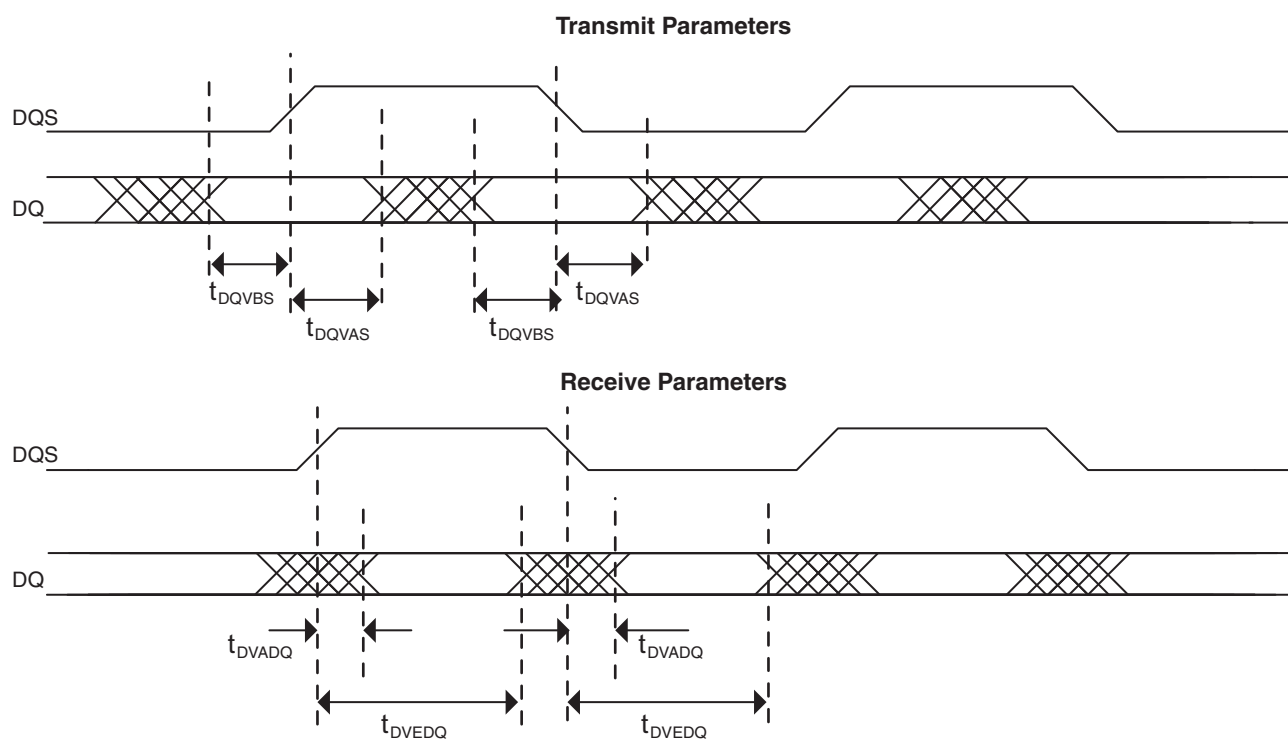 Transmit Parameters
DQS
DQ
tDQVBS
tDQVAS
tDQVAS
tDQVBS
Receive Parameters
DQS
DQ
tDVADQ
tDVADQ
tDVEDQ
tDVEDQ